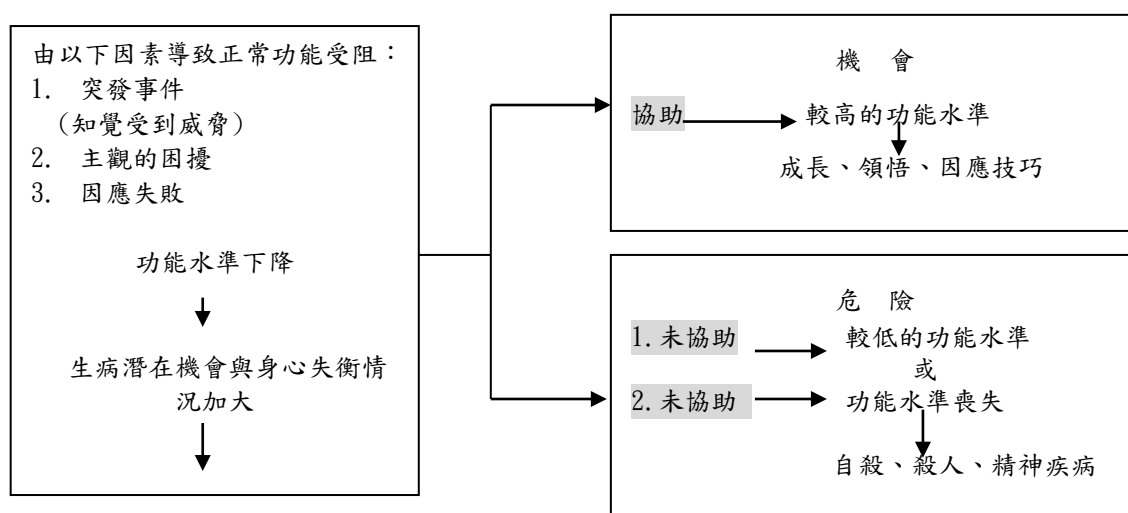 由以下因素導致正常功能受阻：
1. 突發事件
（知覺受到威脅）
2. 主觀的困擾
3. 因應失敗
功能水準下降
生病潛在機會與身心失衡情
況加大
機 會
協助 較高的功能水準
成長、領悟、因應技巧
危 險
1.未協助 較低的功能水準
或
2.未協助 功能水準喪失
自殺、殺人、精神疾病